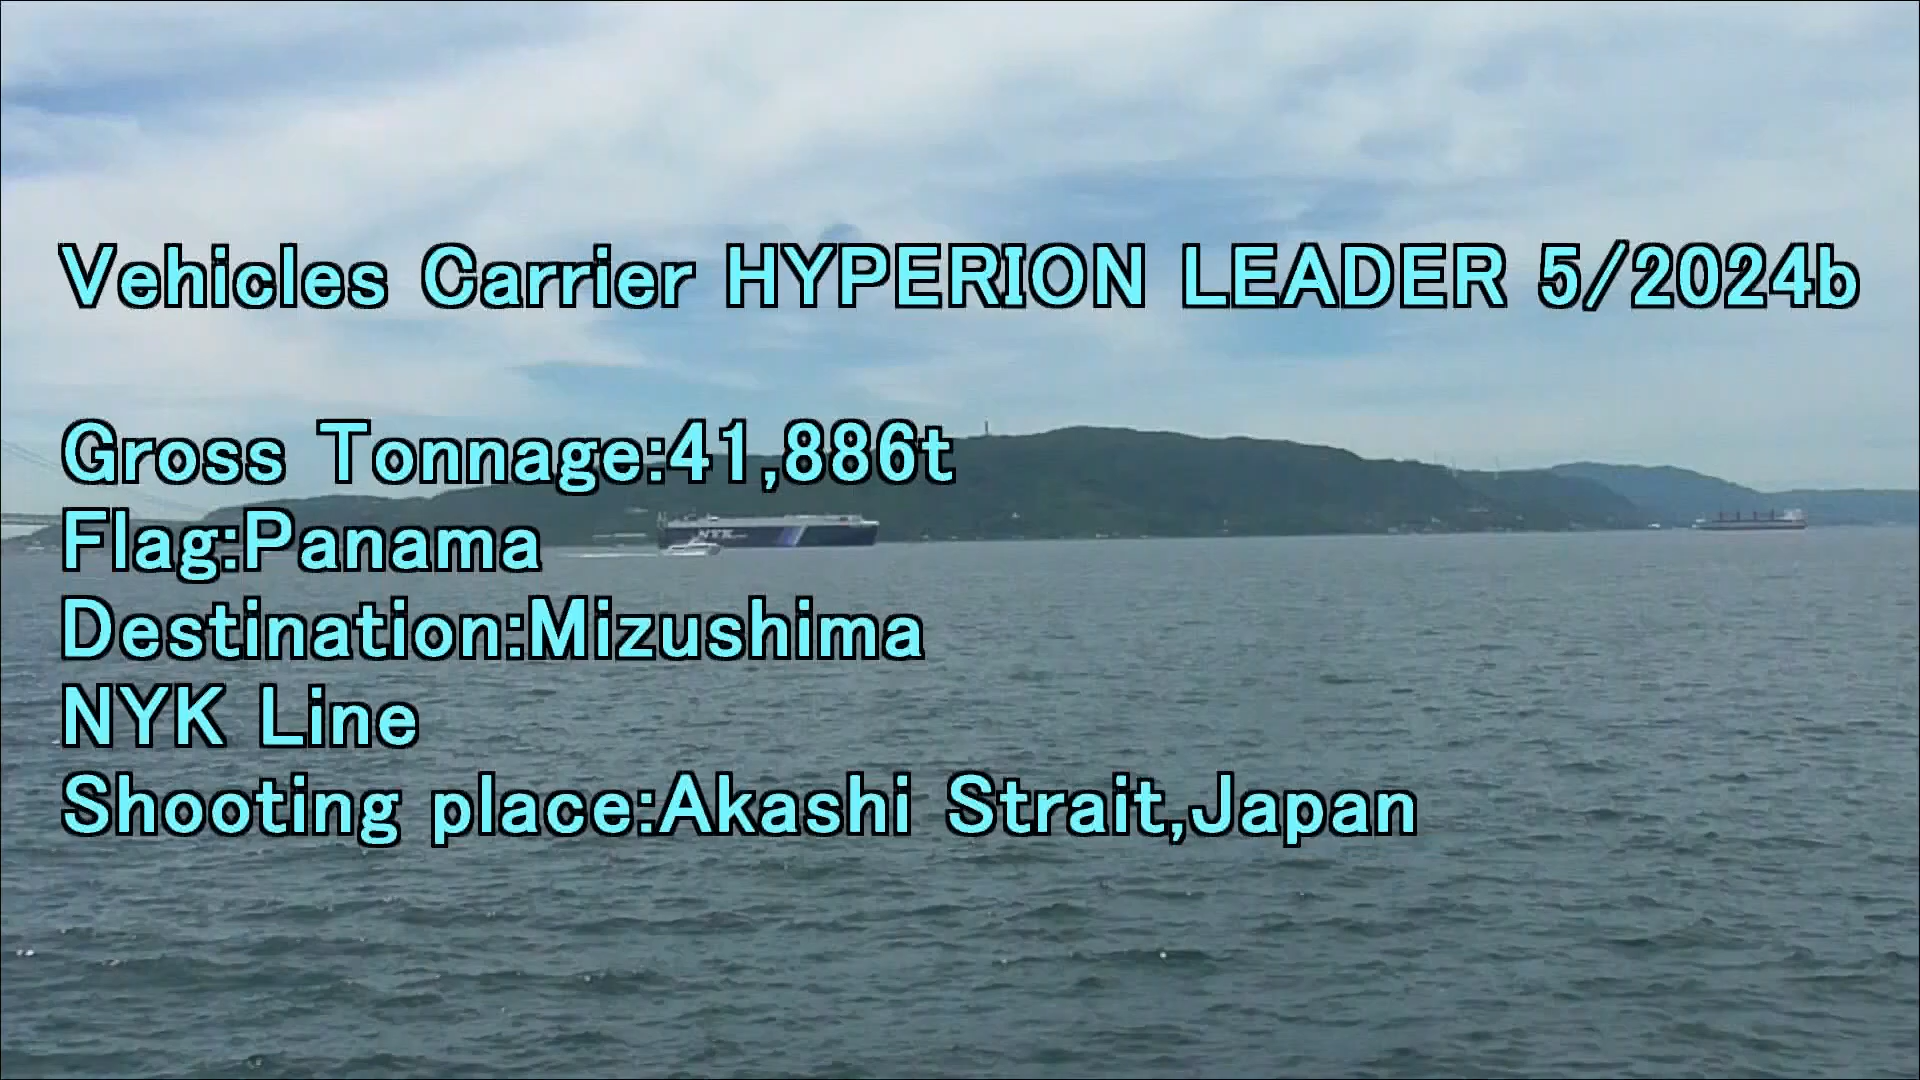 Vehicles Carrier HYPERION LEADER 5/2024b
Gross Tonnage:41,886t
Flag:Panama
NYK
Destination:Mizushima
NYK Line
Shooting place:Akashi Strait,Japan